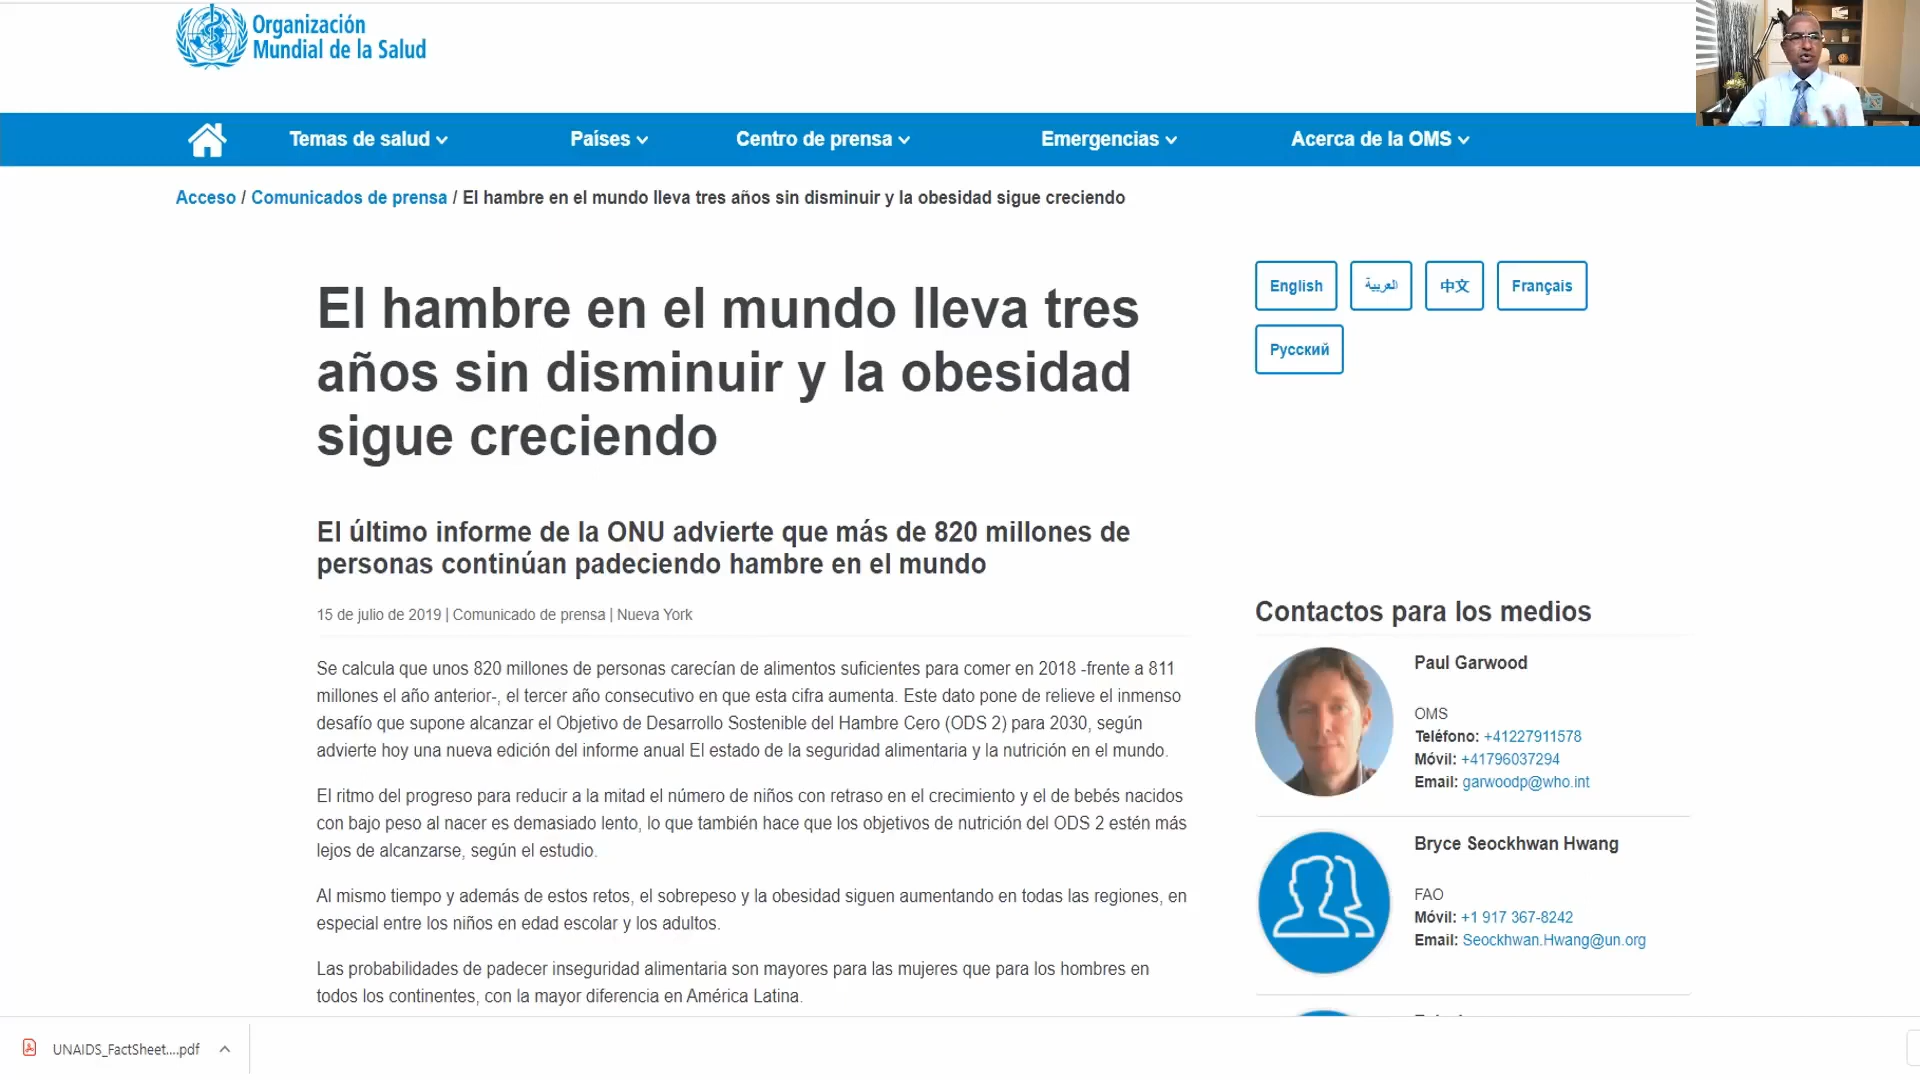 Organización
Mundial de la Salud
Temas de salud
Países
Centro de prensa
Emergencias
Acerca de la OMS
Acceso / Comunicados de prensa / El hambre en el mundo lleva tres años sin disminuir y la obesidad sigue creciendo
El hambre en el mundo lleva tres
años sin disminuir y la obesidad
sigue creciendo
English
العربية
中文
Français
Русский
El último informe de la ONU advierte que más de 820 millones de
personas continúan padeciendo hambre en el mundo
15 de julio de 2019 | Comunicado de prensa | Nueva York
Se calcula que unos 820 millones de personas carecían de alimentos suficientes para comer en 2018 -frente a 811
millones el año anterior-, el tercer año consecutivo en que esta cifra aumenta. Este dato pone de relieve el inmenso
desafío que supone alcanzar el Objetivo de Desarrollo Sostenible del Hambre Cero (ODS 2) para 2030, según
advierte hoy una nueva edición del informe anual El estado de la seguridad alimentaria y la nutrición en el mundo.
El ritmo del progreso para reducir a la mitad el número de niños con retraso en el crecimiento y el de bebés nacidos
con bajo peso al nacer es demasiado lento, lo que también hace que los objetivos de nutrición del ODS 2 estén más
lejos de alcanzarse, según el estudio.
Al mismo tiempo y además de estos retos, el sobrepeso y la obesidad siguen aumentando en todas las regiones, en
especial entre los niños en edad escolar y los adultos.
Las probabilidades de padecer inseguridad alimentaria son mayores para las mujeres que para los hombres en
todos los continentes, con la mayor diferencia en América Latina.
Contactos para los medios
Paul Garwood
OMS
Teléfono: +41227911578
Móvil: +41796037294
Email: garwoodp@who.int
Bryce Seockhwan Hwang
FAO
Móvil: +1 917 367-8242
Email: Seockhwan.Hwang@un.org
UNAIDS_FactSheet....pdf